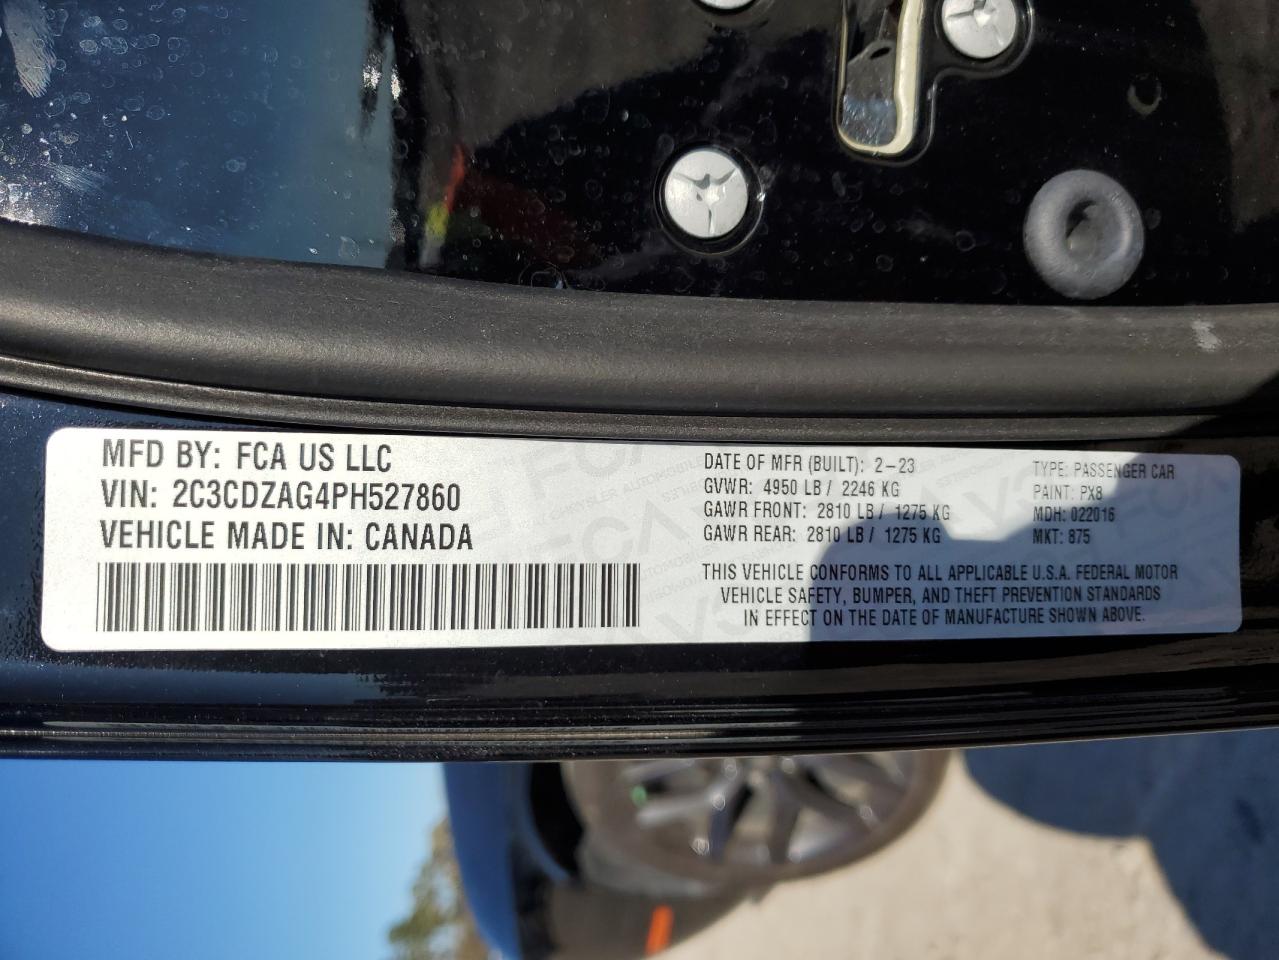 MFD BY: FCA US LLC
VIN: 2C3CDZAG4PH527860
VEHICLE MADE IN: CANADA
DATE OF MFR (BUILT): 2-23
GVWR: 4950 LB / 2246 KG
GAWR FRONT: 2810 LB / 1275 KG
GAWR REAR: 2810 LB / 1275 KG
TYPE: PASSENGER CAR
PAINT: PX8
MDH: 022016
MKT: 875
THIS VEHICLE CONFORMS TO ALL APPLICABLE U.S.A. FEDERAL MOTOR
VEHICLE SAFETY, BUMPER, AND THEFT PREVENTION STANDARDS
IN EFFECT ON THE DATE OF MANUFACTURE SHOWN ABOVE.